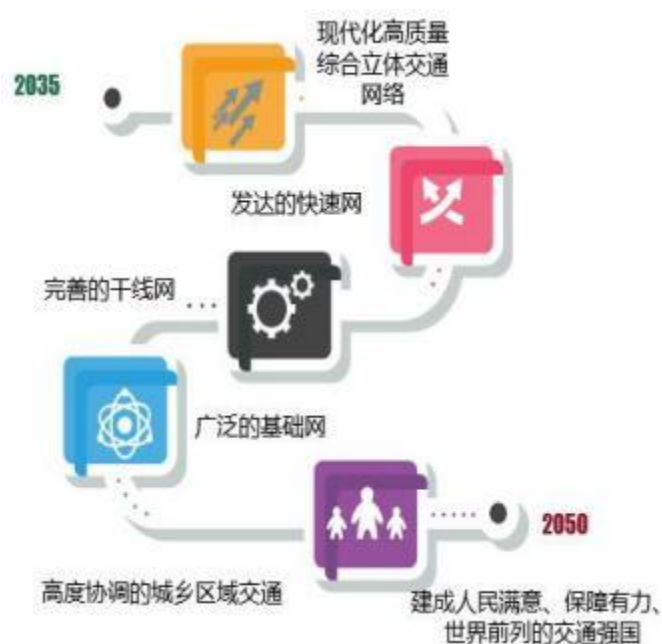 现代化高质量
综合立体交通
网络
2035
发达的快速网
完善的干线网
广泛的基础网
2050
高度协调的城乡区域交通
建成人民满意、保障有力、
世界前列的交通强国